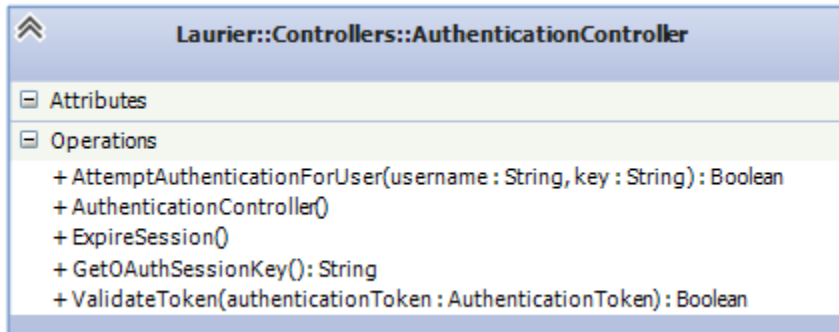 Laurier::Controllers::AuthenticationController
Attributes
Operations
+ AttemptAuthenticationForUser(username : String, key : String) : Boolean
+ AuthenticationController()
+ ExpireSession()
+ GetOAuthSessionKey(): String
+ ValidateToken(authenticationToken : AuthenticationToken) : Boolean